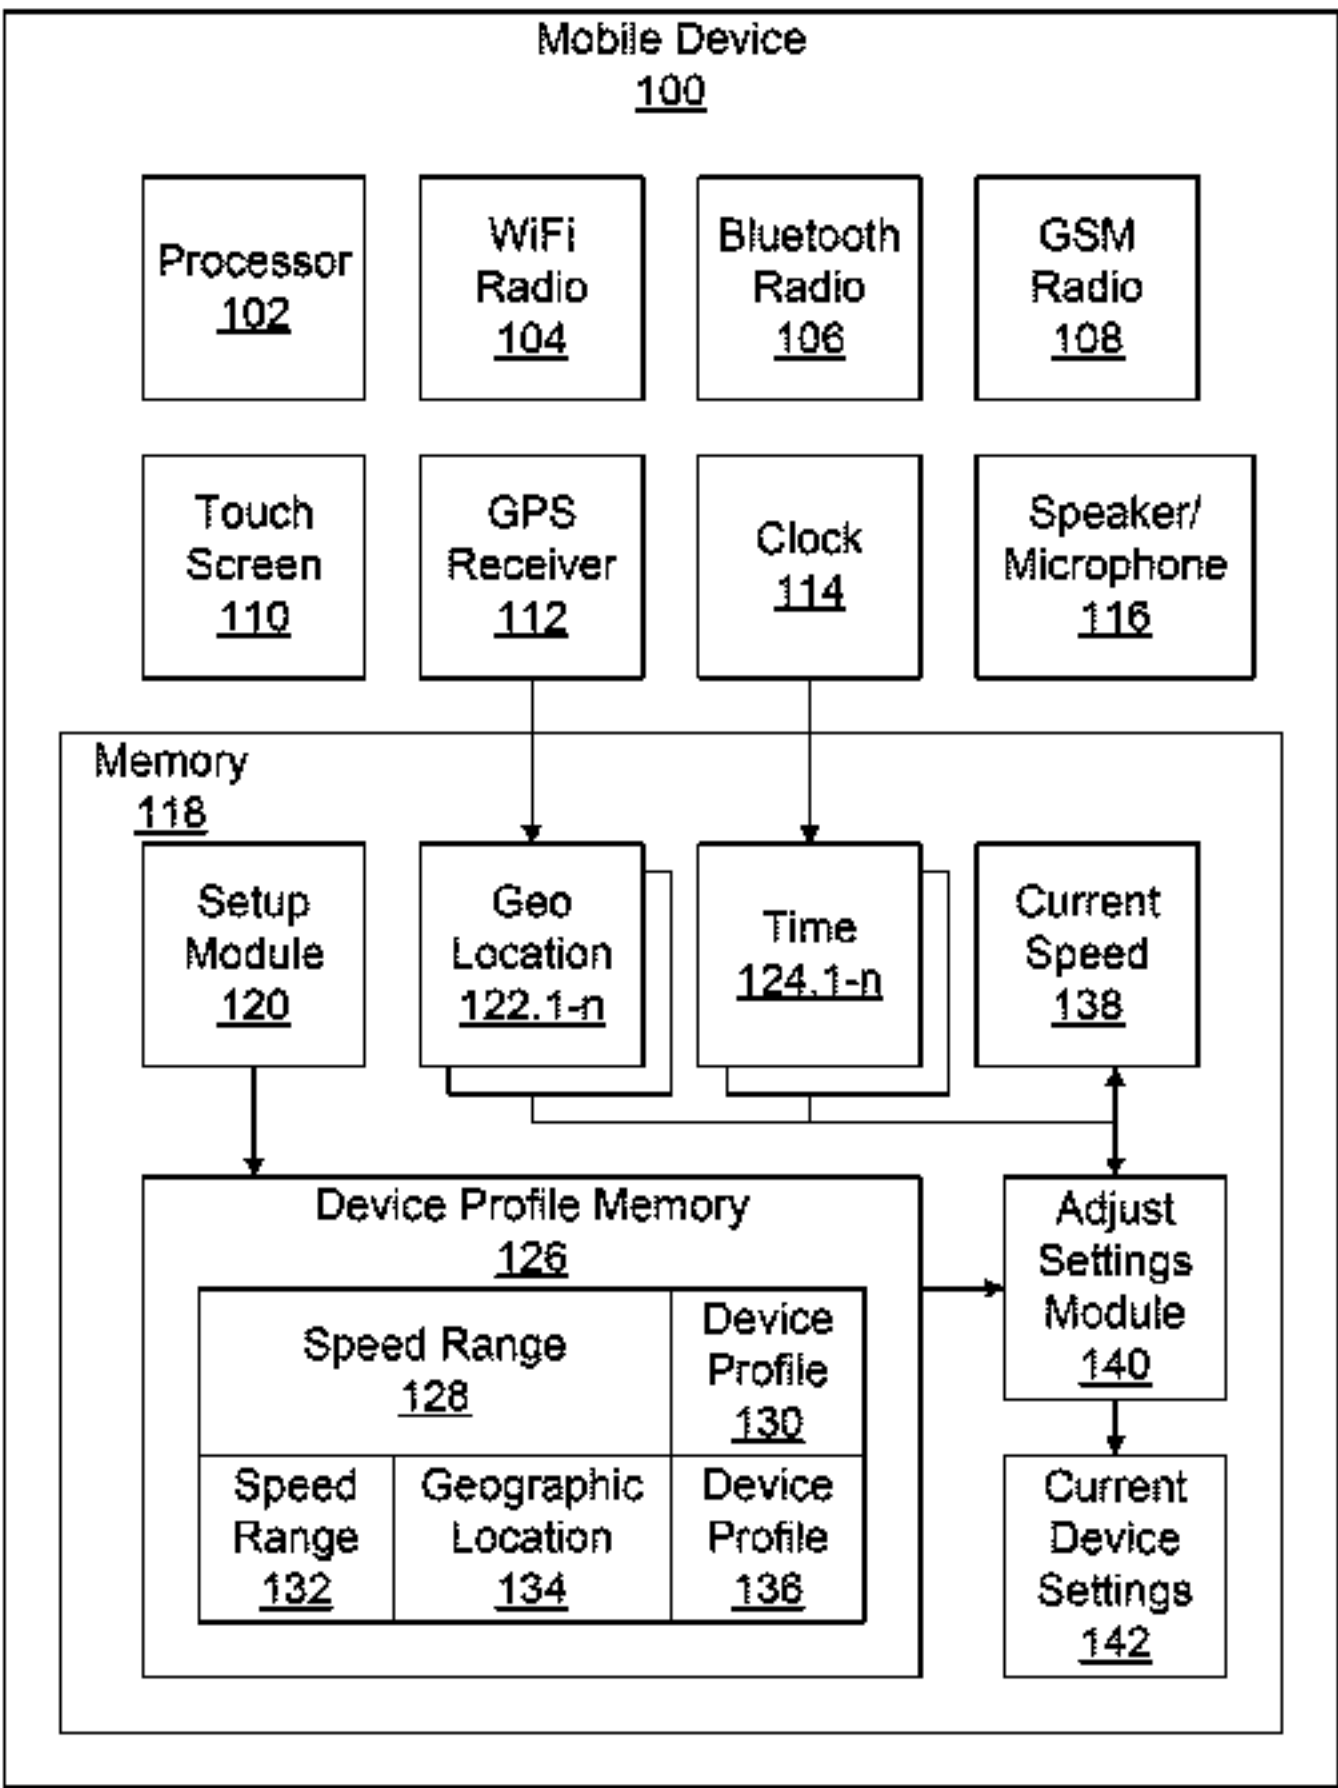 Mobile Device
100
Processor
102
WiFi
Radio
104
Bluetooth
Radio
106
GSM
Radio
108
Touch
Screen
110
GPS
Receiver
112
Clock
114
Speaker/
Microphone
116
Memory
118
Setup
Module
120
Geo
Location
122.1-n
Time
124.1-n
Current
Speed
138
Device Profile Memory
126
Speed Range
128
Device
Profile
130
Speed
Range
132
Geographic
Location
134
Device
Profile
136
Adjust
Settings
Module
140
Current
Device
Settings
142